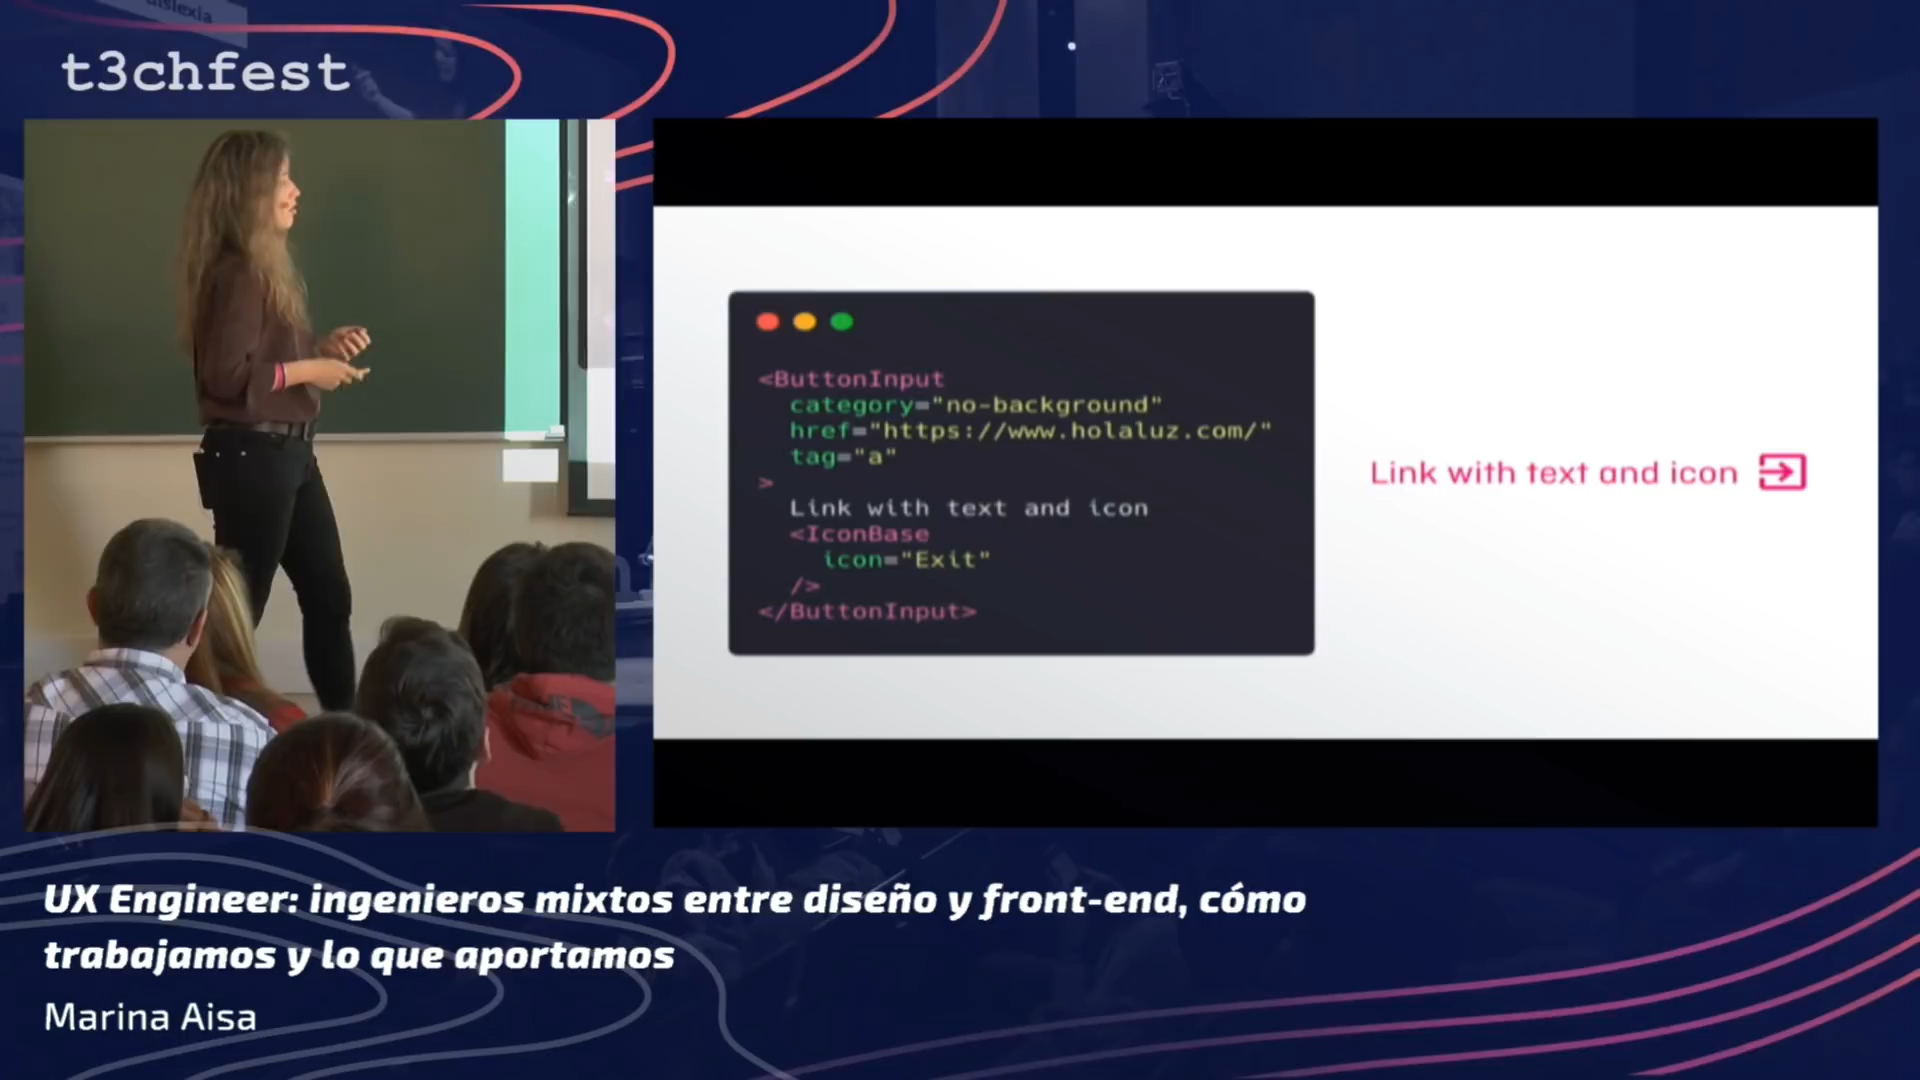 dislexia
t3chfest
<ButtonInput
category="no-background"
href="https://www.holaluz.com/"
tag="a"
>
Link with text and icon
<IconBase
icon="Exit"
/>
</ButtonInput>
Link with text and icon
UX Engineer: ingenieros mixtos entre diseño y front-end, cómo
trabajamos y lo que aportamos
Marina Aisa